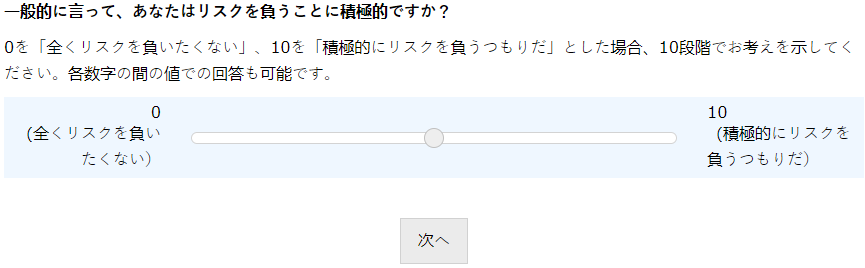 一般的に言って、あなたはリスクを負うことに積極的ですか？
0を「全くリスクを負いたくない」、10を「積極的にリスクを負うつもりだ」とした場合、10段階でお考えを示してく
ださい。各数字の間の値での回答も可能です。
0
(全くリスクを負い
たくない）
10
（積極的にリスクを
負うつもりだ）
次へ